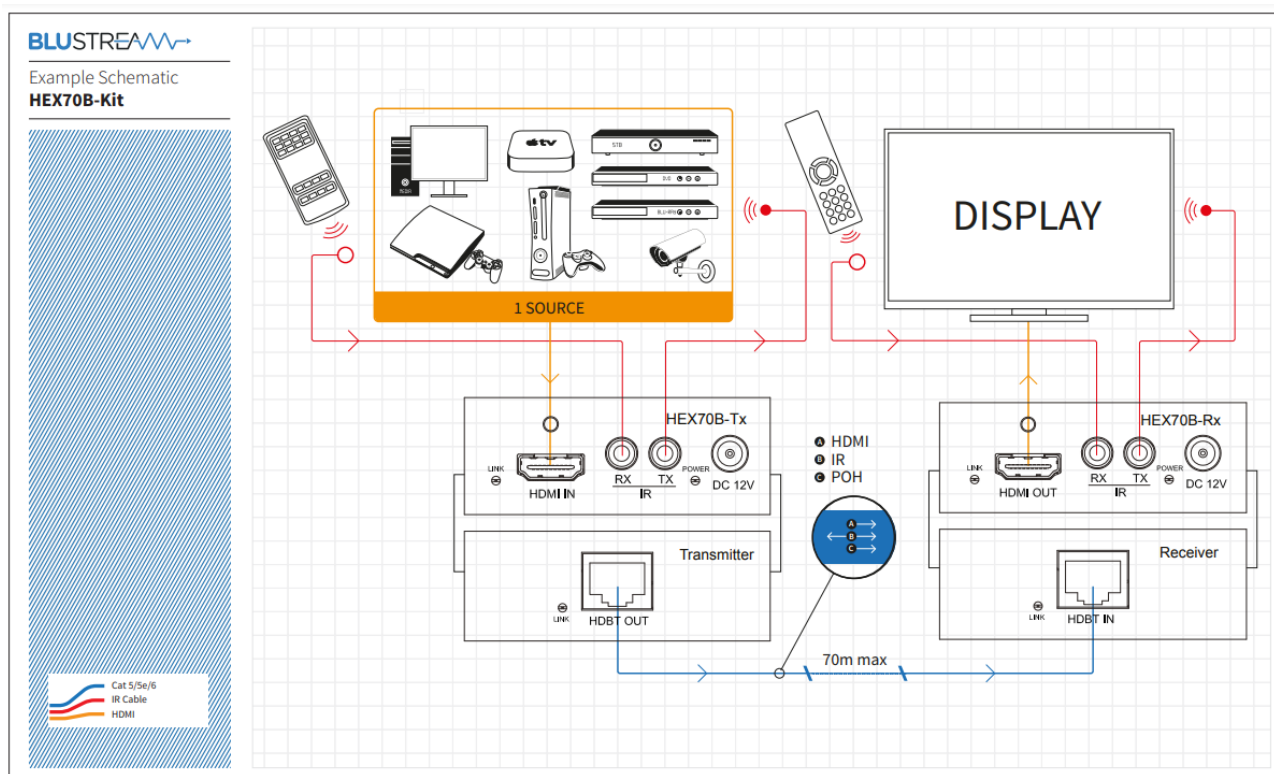 BLUSTREAM
Example Schematic
HEX70B-Kit
MEDIA
tv
STB
DVD
BLU-RAY
1 SOURCE
DISPLAY
HEX70B-Tx
LINK
HDMI IN
RX
TX
IR
POWER
DC 12V
Transmitter
LINK
HDBT OUT
A HDMI
B IR
C POH
A
B
C
70m max
HEX70B-Rx
LINK
HDMI OUT
RX
TX
IR
POWER
DC 12V
Receiver
LINK
HDBT IN
Cat 5/5e/6
IR Cable
HDMI